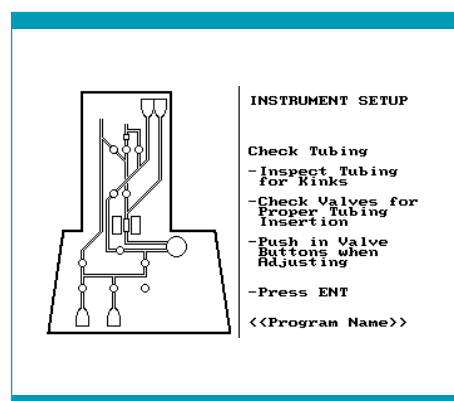 INSTRUMENT SETUP
Check Tubing
-Inspect Tubing
for Kinks
-Check Valves for
Proper Tubing
Insertion
-Push in Valve
Buttons when
Adjusting
-Press ENT
<<Program Name>>